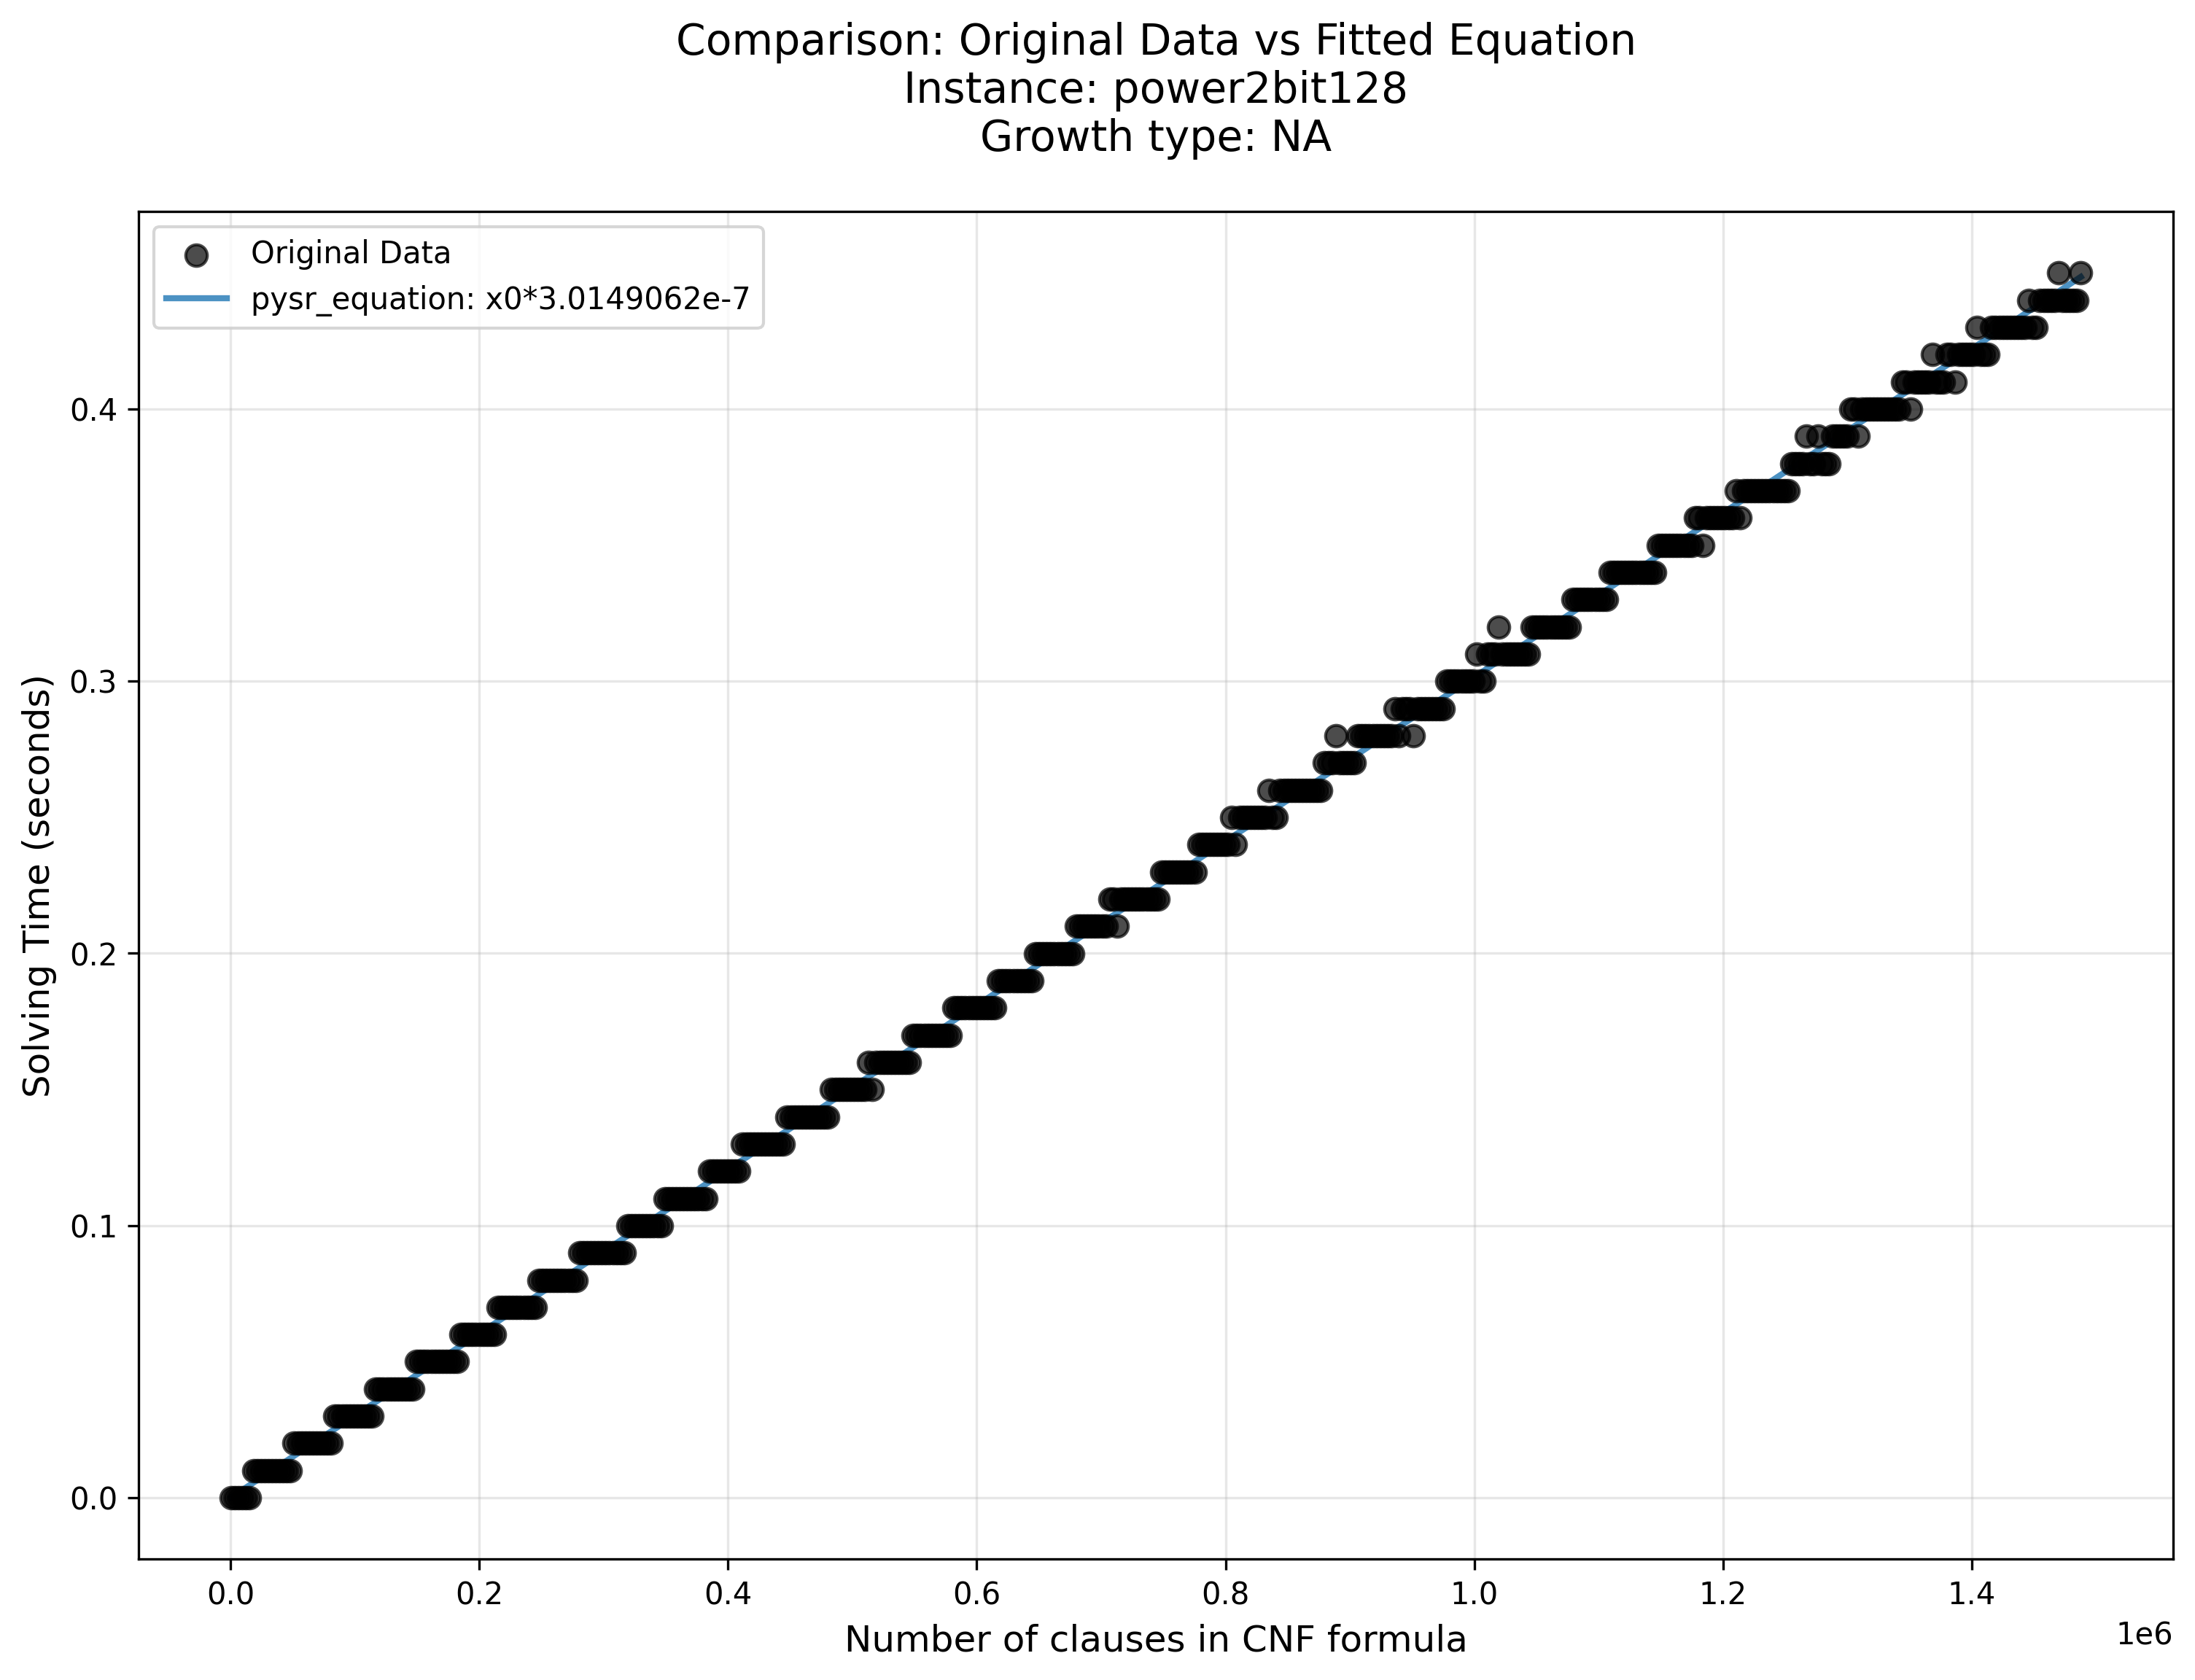 Comparison: Original Data vs Fitted Equation
Instance: power2bit128
Growth type: NA
Original Data
pysr_equation: x0*3.0149062e-7
Solving Time (seconds)
0.4
0.3
0.2
0.1
0.0
0.0 0.2 0.4 0.6 0.8 1.0 1.2 1.4
1e6
Number of clauses in CNF formula